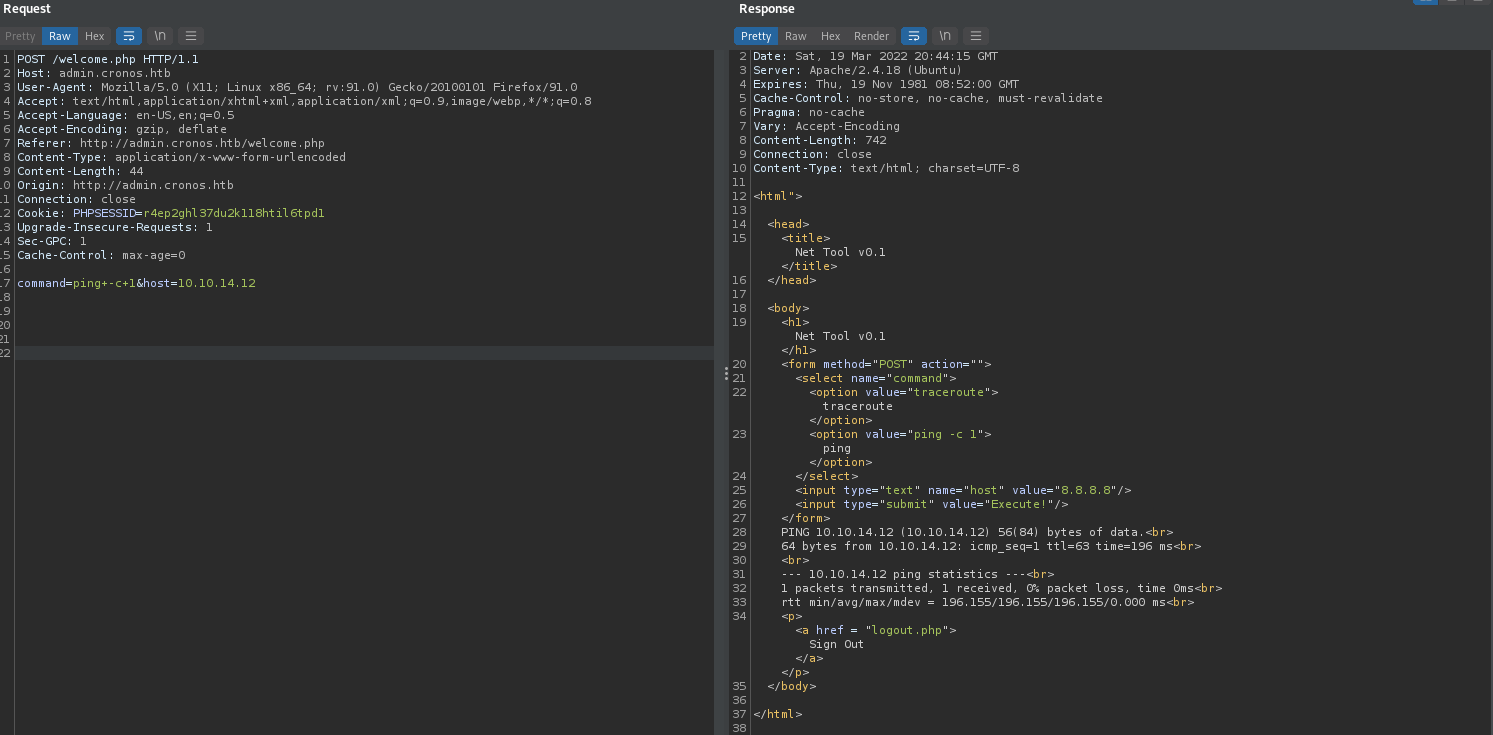 Request
Pretty Raw Hex \n
1 POST /welcome.php HTTP/1.1
2 Host: admin.cronos.htb
3 User-Agent: Mozilla/5.0 (X11; Linux x86_64; rv:91.0) Gecko/20100101 Firefox/91.0
4 Accept: text/html,application/xhtml+xml,application/xml;q=0.9,image/webp,*/*;q=0.8
5 Accept-Language: en-US,en;q=0.5
6 Accept-Encoding: gzip, deflate
7 Referer: http://admin.cronos.htb/welcome.php
8 Content-Type: application/x-www-form-urlencoded
9 Content-Length: 44
10 Origin: http://admin.cronos.htb
11 Connection: close
12 Cookie: PHPSESSID=r4ep2ghl37du2k118htil6tpd1
13 Upgrade-Insecure-Requests: 1
14 Sec-GPC: 1
15 Cache-Control: max-age=0
16
17 command=ping+-c+1&host=10.10.14.12
18
19
20
21
22
Response
Pretty Raw Hex Render \n
2 Date: Sat, 19 Mar 2022 20:44:15 GMT
3 Server: Apache/2.4.18 (Ubuntu)
4 Expires: Thu, 19 Nov 1981 08:52:00 GMT
5 Cache-Control: no-store, no-cache, must-revalidate
6 Pragma: no-cache
7 Vary: Accept-Encoding
8 Content-Length: 742
9 Connection: close
10 Content-Type: text/html; charset=UTF-8
11
12 <html">
13
14 <head>
15 <title>
Net Tool v0.1
</title>
16 </head>
17
18 <body>
19 <h1>
Net Tool v0.1
</h1>
20 <form method="POST" action="">
21 <select name="command">
22 <option value="traceroute">
traceroute
</option>
23 <option value="ping -c 1">
ping
</option>
24 </select>
25 <input type="text" name="host" value="8.8.8.8"/>
26 <input type="submit" value="Execute!"/>
27 </form>
28 PING 10.10.14.12 (10.10.14.12) 56(84) bytes of data.<br>
29 64 bytes from 10.10.14.12: icmp_seq=1 ttl=63 time=196 ms<br>
30 <br>
31 --- 10.10.14.12 ping statistics ---<br>
32 1 packets transmitted, 1 received, 0% packet loss, time 0ms<br>
33 rtt min/avg/max/mdev = 196.155/196.155/196.155/0.000 ms<br>
34 <p>
<a href = "logout.php">
Sign Out
</a>
</p>
35 </body>
36
37 </html>
38